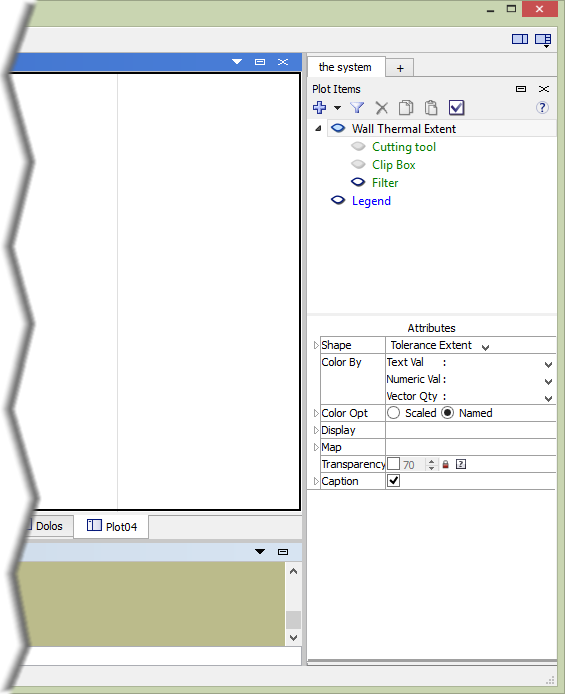 the system
+
Plot Items
?
Wall Thermal Extent
Cutting tool
Clip Box
Filter
Legend
Attributes
Shape Tolerance Extent
Color By Text Val :
Numeric Val :
Vector Qty :
Color Opt Scaled Named
Display
Map
Transparency 70 ?
Caption
Dolos Plot04